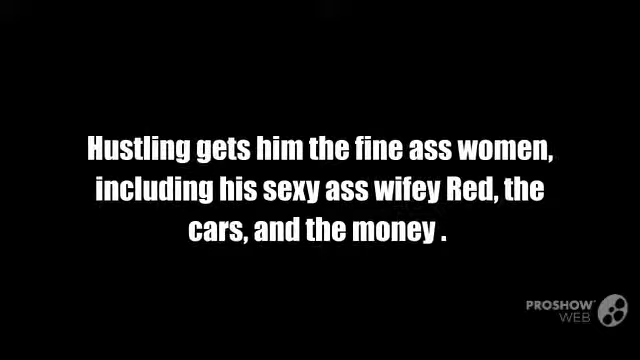 Hustling gets him the fine ass women,
including his sexy ass wifey Red, the
cars, and the money .
PROSHOW
WEB